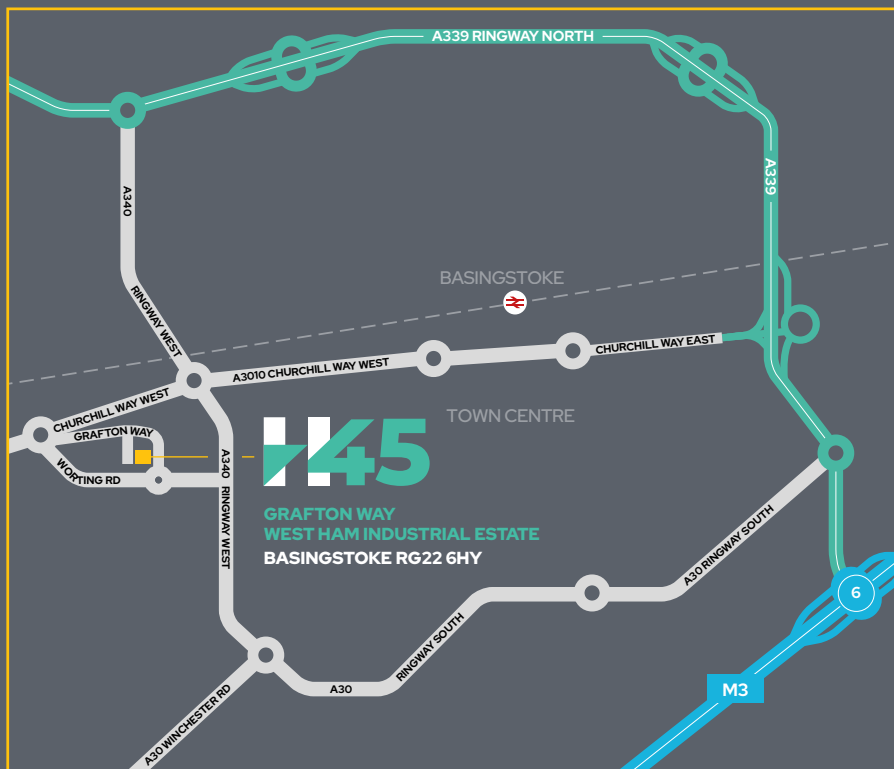 A339 RINGWAY NORTH
A339
A340
RINGWAY WEST
BASINGSTOKE
CHURCHILL WAY EAST
A3010 CHURCHILL WAY WEST
CHURCHILL WAY WEST
GRAFTON WAY
WORTING RD
TOWN CENTRE
H45
GRAFTON WAY
WEST HAM INDUSTRIAL ESTATE
BASINGSTOKE RG22 6HY
A340 RINGWAY WEST
A30 RINGWAY SOUTH
6
RINGWAY SOUTH
A30
A30 WINCHESTER RD
M3